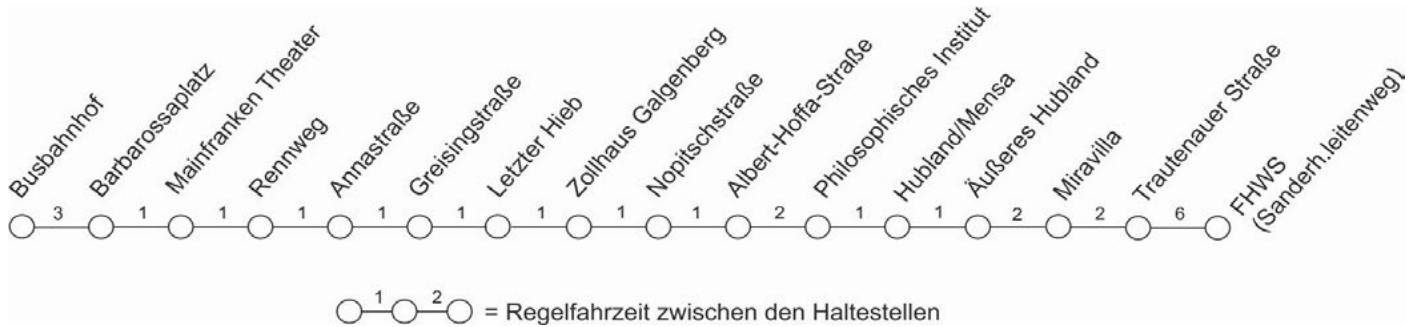 Busbahnhof
Barbarossaplatz
Mainfranken Theater
Rennweg
Annastraße
Greisingstraße
Letzter Hieb
Zollhaus Galgenberg
Nopitschstraße
Albert-Hoffa-Straße
Philosophisches Institut
Hubland/Mensa
Äußeres Hubland
Miravilla
Trautenauer Straße
FHWS
(Sanderh.leitenweg)
3 1 1 1 1 1 1 1 1 2 1 1 2 2 6
1 2 = Regelfahrzeit zwischen den Haltestellen